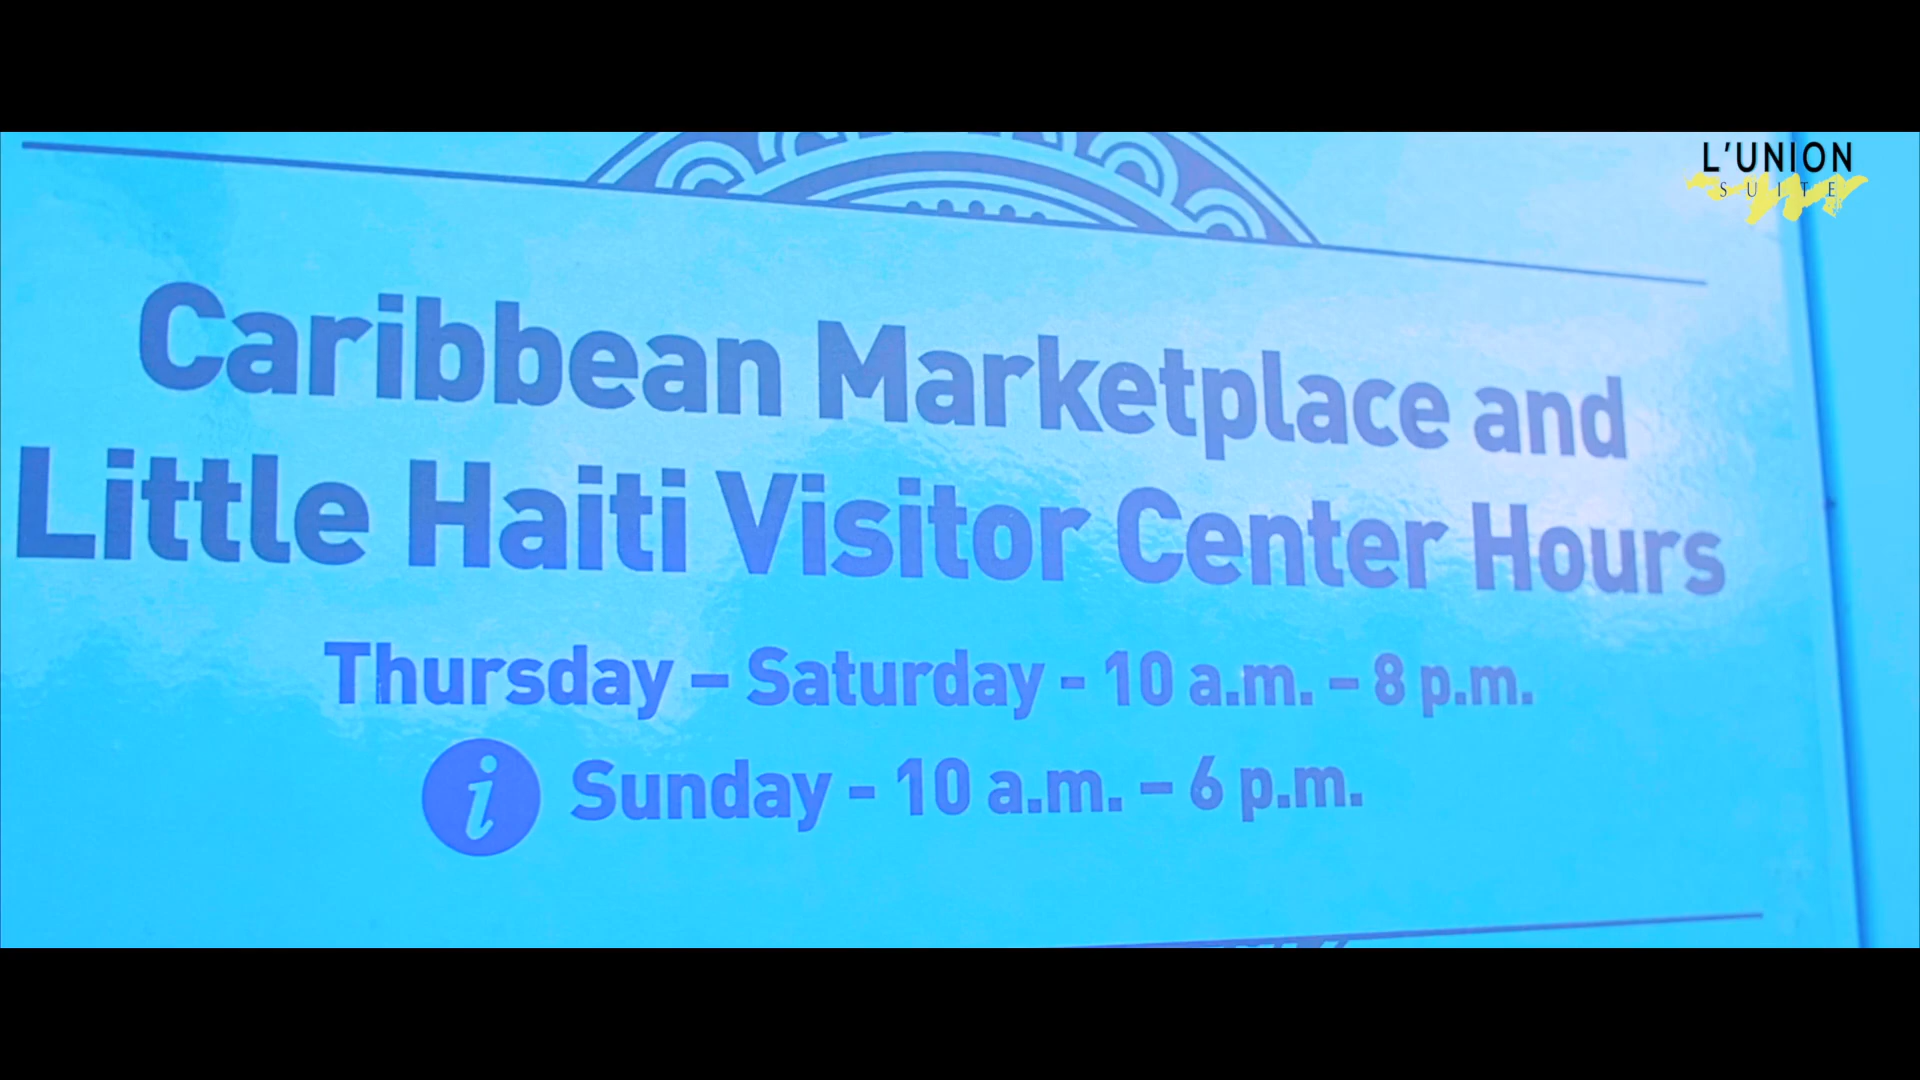 L'UNION
SUITE
Caribbean Marketplace and
Little Haiti Visitor Center Hours
Thursday – Saturday - 10 a.m. – 8 p.m.
i Sunday - 10 a.m. – 6 p.m.